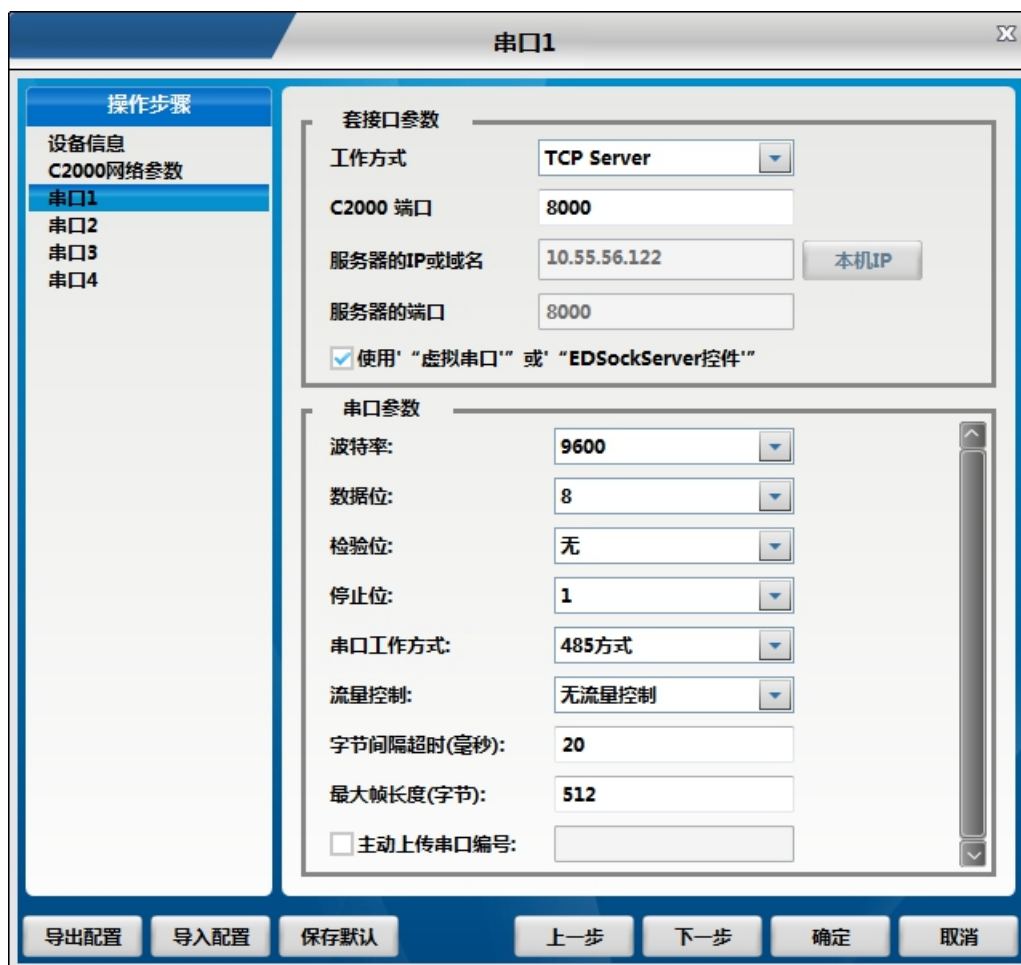 串口1
操作步骤
设备信息
C2000网络参数
串口1
串口2
串口3
串口4
套接口参数
工作方式 TCP Server
C2000 端口 8000
服务器的IP或域名 10.55.56.122 本机IP
服务器的端口 8000
使用'“虚拟串口'”或'“EDSockServer控件'”
串口参数
波特率: 9600
数据位: 8
检验位: 无
停止位: 1
串口工作方式: 485方式
流量控制: 无流量控制
字节间隔超时(毫秒): 20
最大帧长度(字节): 512
主动上传串口编号:
导出配置 导入配置 保存默认 上一步 下一步 确定 取消